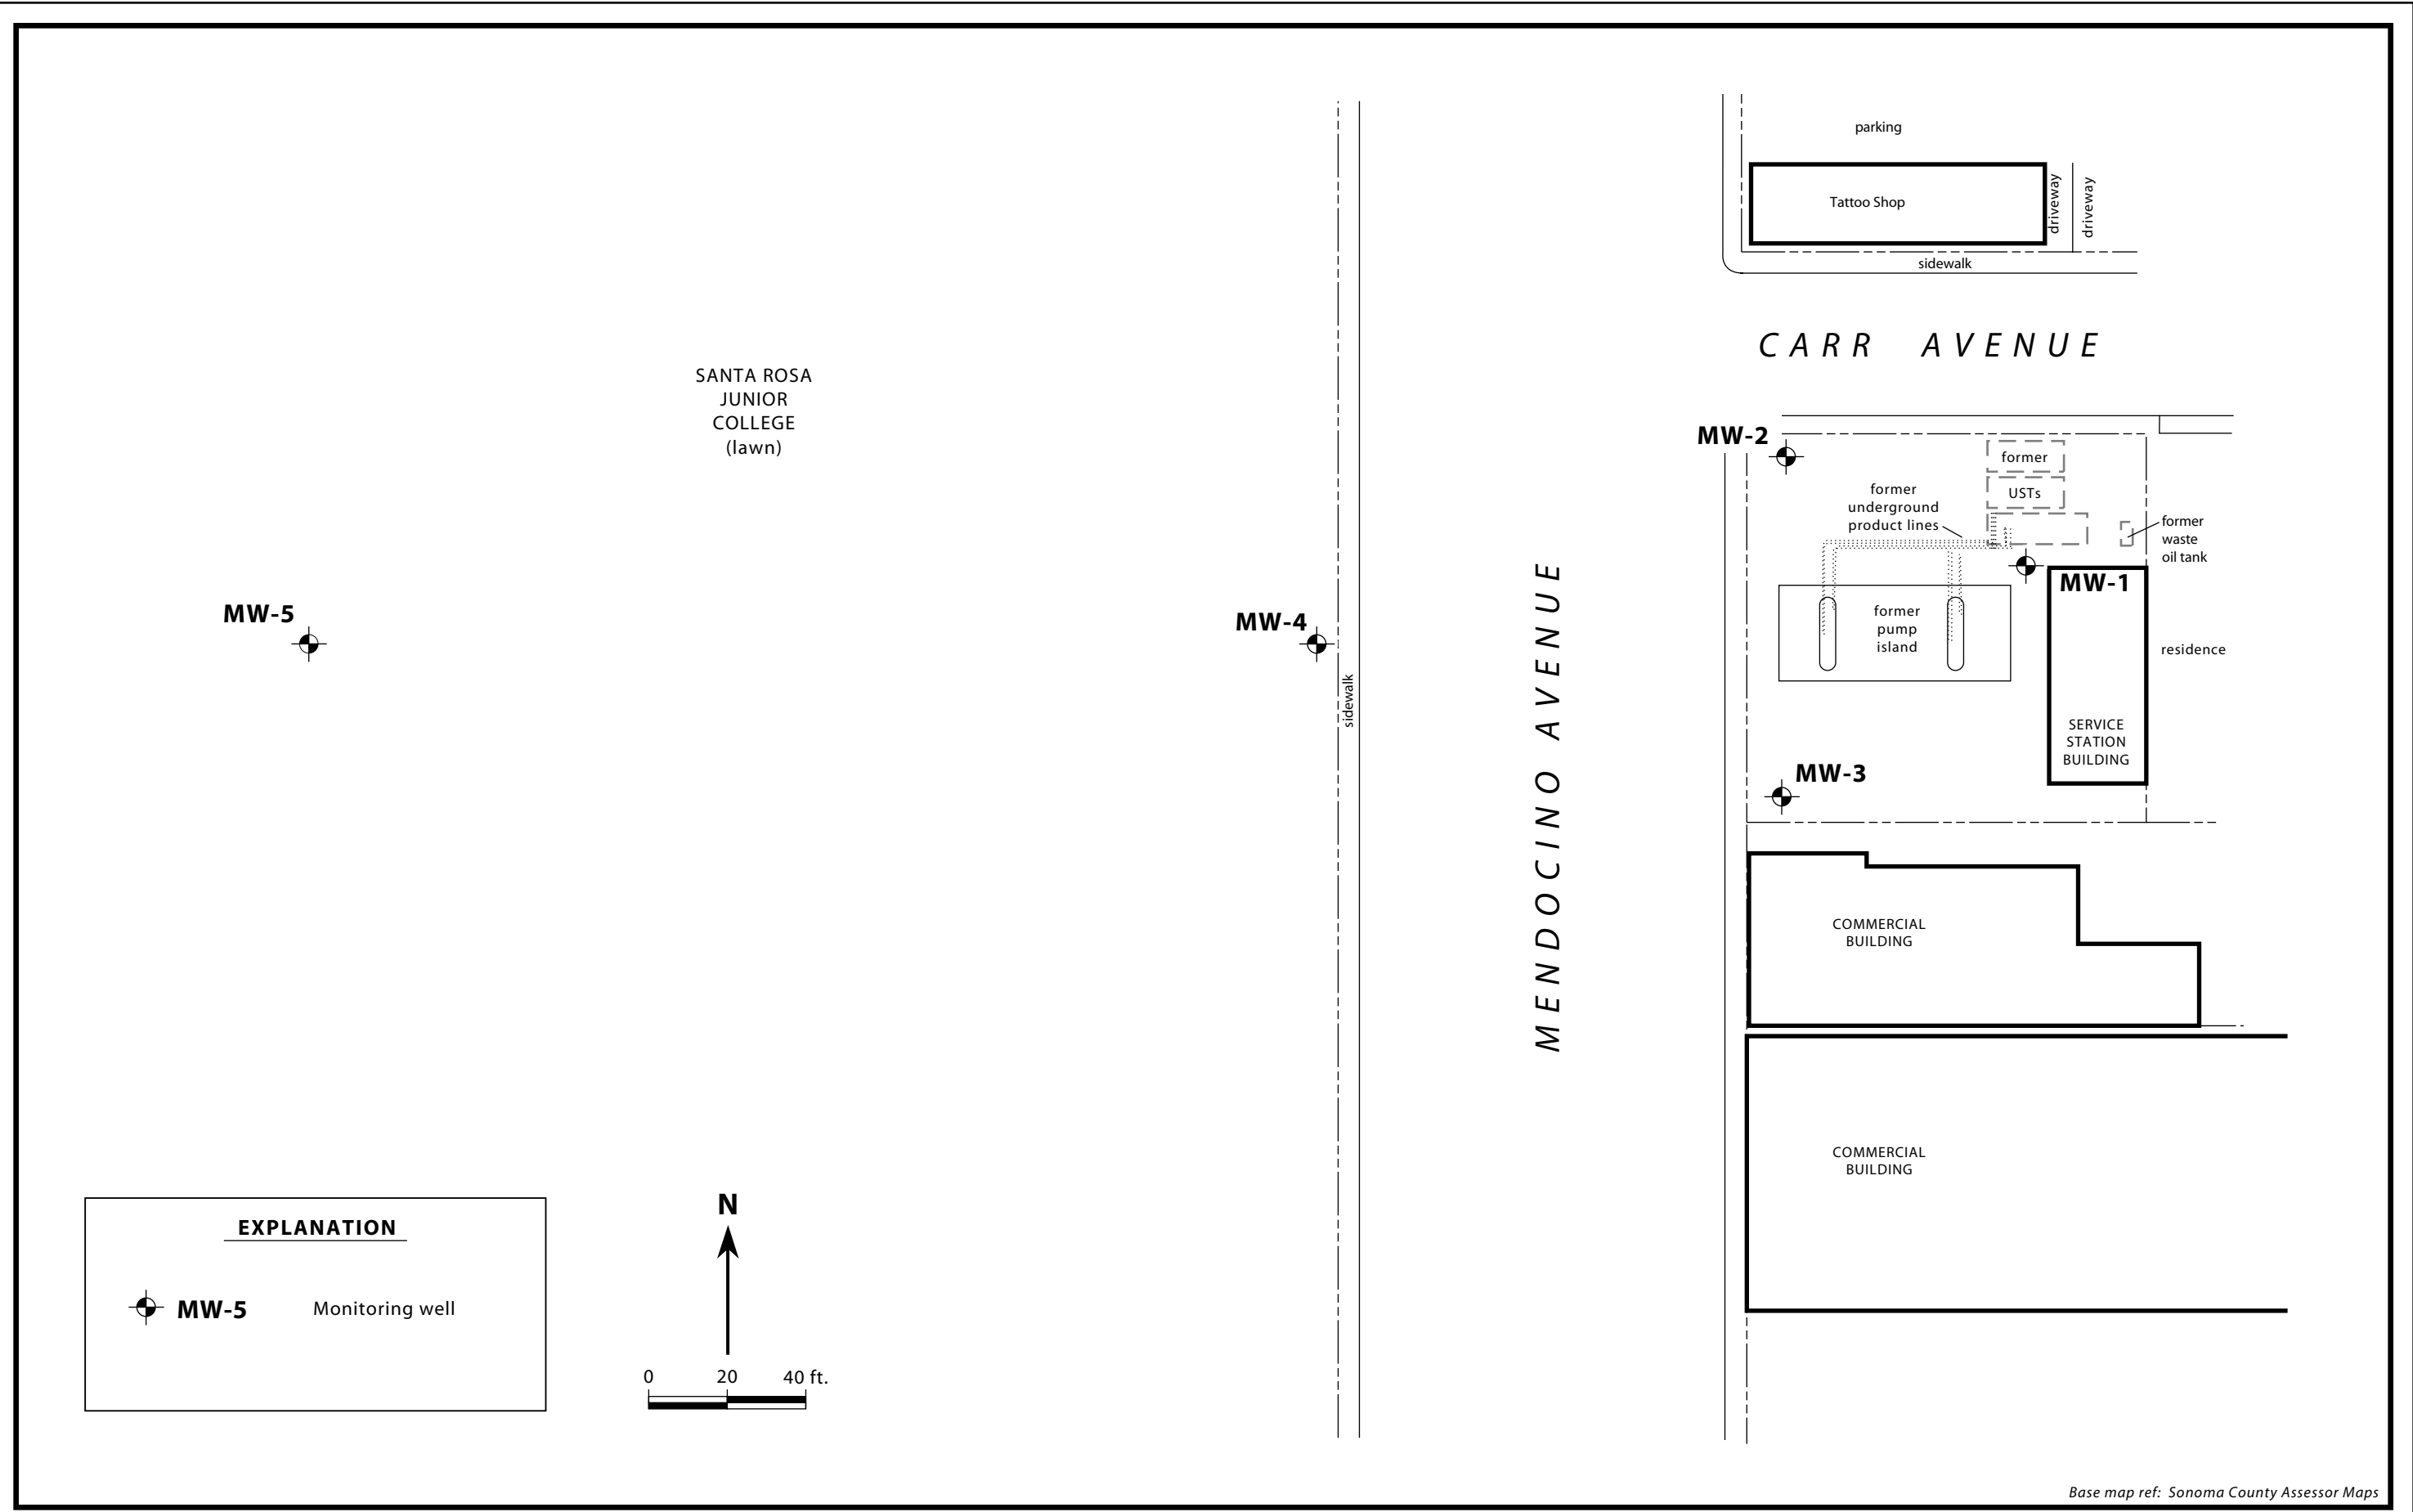 parking
Tattoo Shop
driveway
driveway
sidewalk
CARR AVENUE
SANTA ROSA
JUNIOR
COLLEGE
(lawn)
MW-2
former
USTs
former
underground
product lines
former
waste
oil tank
MW-1
MW-5
MW-4
former
pump
island
residence
sidewalk
MENDOCINO AVENUE
SERVICE
STATION
BUILDING
MW-3
COMMERCIAL
BUILDING
COMMERCIAL
BUILDING
EXPLANATION
MW-5 Monitoring well
N
0 20 40 ft.
Base map ref: Sonoma County Assessor Maps